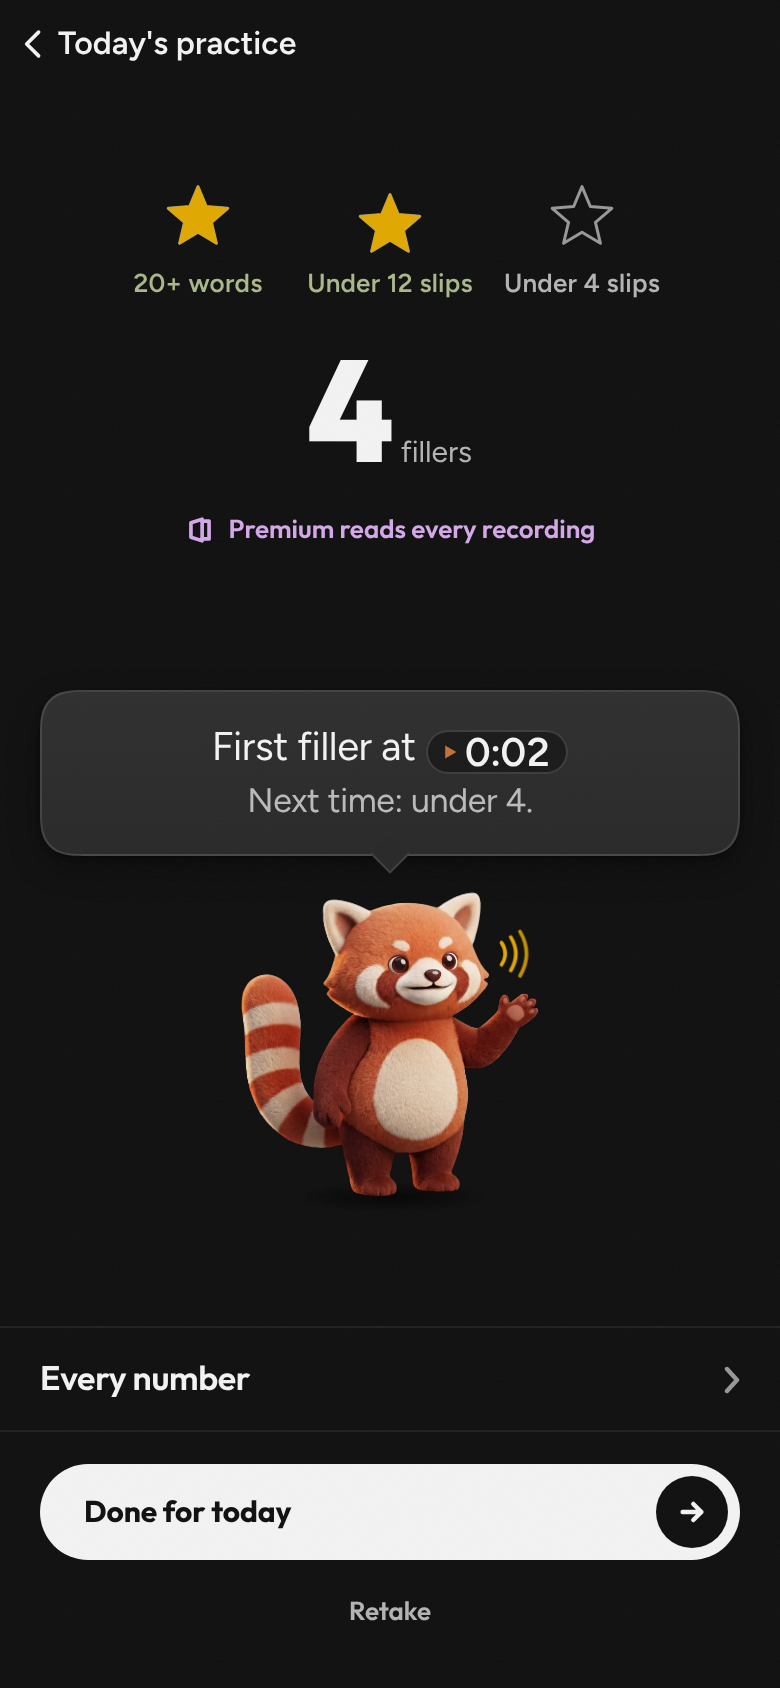 Today's practice
20+ words
Under 12 slips
Under 4 slips
4 fillers
Premium reads every recording
First filler at 0:02
Next time: under 4.
Every number
Done for today
Retake